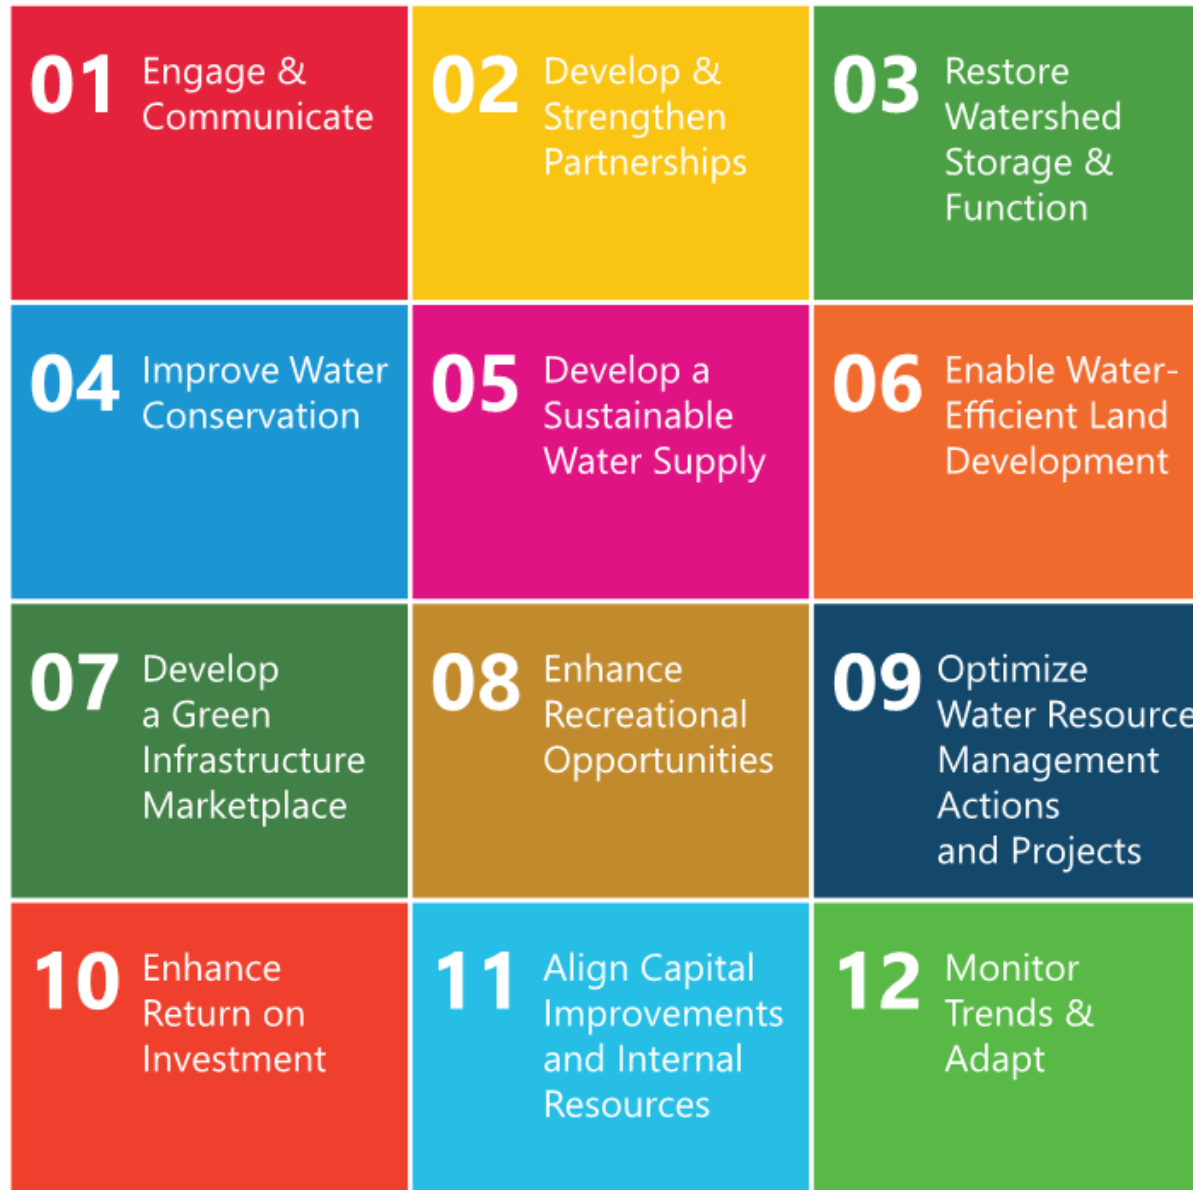 01 Engage &
Communicate
02 Develop &
Strengthen
Partnerships
03 Restore
Watershed
Storage &
Function
04 Improve Water
Conservation
05 Develop a
Sustainable
Water Supply
06 Enable Water-
Efficient Land
Development
07 Develop
a Green
Infrastructure
Marketplace
08 Enhance
Recreational
Opportunities
09 Optimize
Water Resource
Management
Actions
and Projects
10 Enhance
Return on
Investment
11 Align Capital
Improvements
and Internal
Resources
12 Monitor
Trends &
Adapt